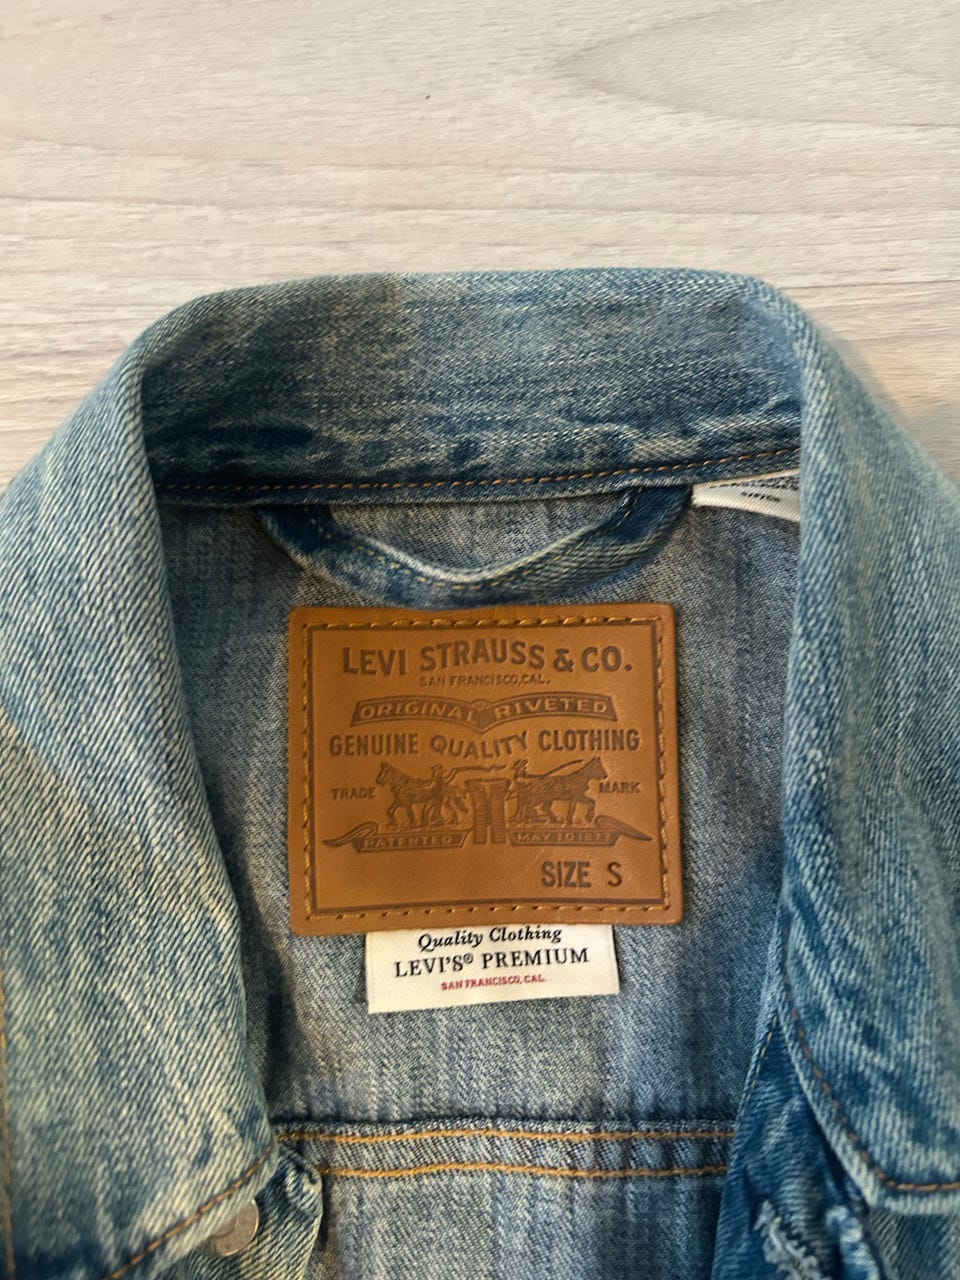 LEVI STRAUSS & CO.
SAN FRANCISCO, CAL.
ORIGINAL RIVETED
GENUINE QUALITY CLOTHING
TRADE MARK
PATENTED MAY 20 1873
SIZE S
Quality Clothing
LEVI'S® PREMIUM
SAN FRANCISCO, CAL.